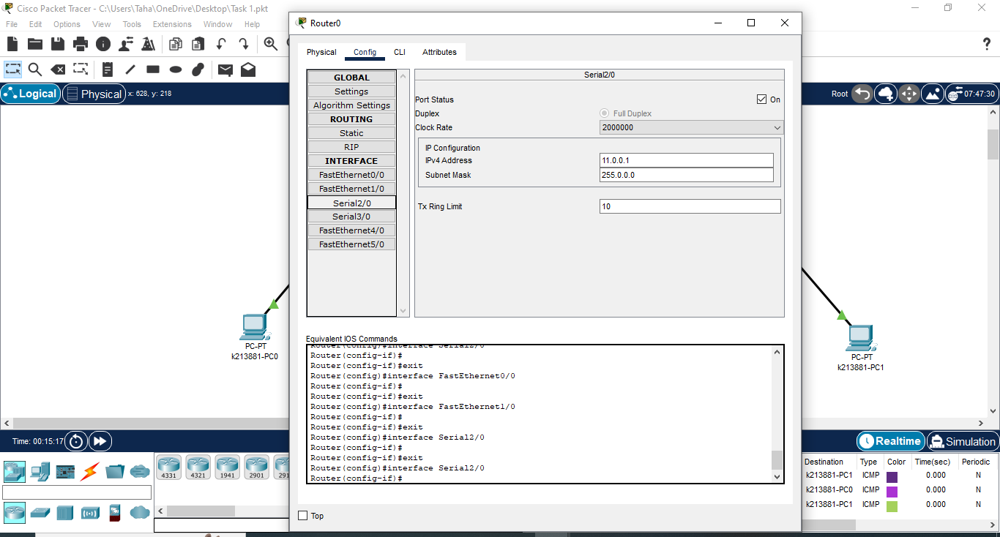 Cisco Packet Tracer - C:\Users\Taha\OneDrive\Desktop\Task 1.pkt
File Edit Options View Tools Extensions Window Help
Logical Physical x: 628, y: 218
Root 07:47:30
Router0
Physical Config CLI Attributes
GLOBAL
Settings
Algorithm Settings
ROUTING
Static
RIP
INTERFACE
FastEthernet0/0
FastEthernet1/0
Serial2/0
Serial3/0
FastEthernet4/0
FastEthernet5/0
Serial2/0
Port Status On
Duplex Full Duplex
Clock Rate 2000000
IP Configuration
IPv4 Address 11.0.0.1
Subnet Mask 255.0.0.0
Tx Ring Limit 10
Equivalent IOS Commands
Router(config)#interface Serial2/0
Router(config-if)#
Router(config-if)#exit
Router(config)#interface FastEthernet0/0
Router(config-if)#
Router(config-if)#exit
Router(config)#interface FastEthernet1/0
Router(config-if)#
Router(config-if)#exit
Router(config)#interface Serial2/0
Router(config-if)#
Router(config-if)#exit
Router(config)#interface Serial2/0
Router(config-if)#
Top
PC-PT
k213881-PC0
PC-PT
k213881-PC1
Time: 00:15:17
Realtime Simulation
4331 4321 1941 2901 291
Destination Type Color Time(sec) Periodic
k213881-PC1 ICMP 0.000 N
k213881-PC0 ICMP 0.000 N
k213881-PC1 ICMP 0.000 N